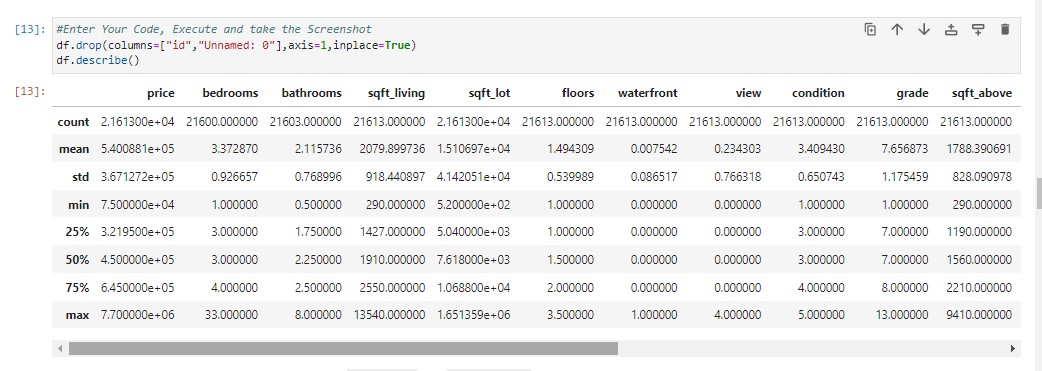 [13]: #Enter Your Code, Execute and take the Screenshot
df.drop(columns=["id","Unnamed: 0"],axis=1,inplace=True)
df.describe()
[13]:
price bedrooms bathrooms sqft_living sqft_lot floors waterfront view condition grade sqft_above
count 2.161300e+04 21600.000000 21603.000000 21613.000000 2.161300e+04 21613.000000 21613.000000 21613.000000 21613.000000 21613.000000 21613.000000
mean 5.400881e+05 3.372870 2.115736 2079.899736 1.510697e+04 1.494309 0.007542 0.234303 3.409430 7.656873 1788.390691
std 3.671272e+05 0.926657 0.768996 918.440897 4.142051e+04 0.539989 0.086517 0.766318 0.650743 1.175459 828.090978
min 7.500000e+04 1.000000 0.500000 290.000000 5.200000e+02 1.000000 0.000000 0.000000 1.000000 1.000000 290.000000
25% 3.219500e+05 3.000000 1.750000 1427.000000 5.040000e+03 1.000000 0.000000 0.000000 3.000000 7.000000 1190.000000
50% 4.500000e+05 3.000000 2.250000 1910.000000 7.618000e+03 1.500000 0.000000 0.000000 3.000000 7.000000 1560.000000
75% 6.450000e+05 4.000000 2.500000 2550.000000 1.068800e+04 2.000000 0.000000 0.000000 4.000000 8.000000 2210.000000
max 7.700000e+06 33.000000 8.000000 13540.000000 1.651359e+06 3.500000 1.000000 4.000000 5.000000 13.000000 9410.000000